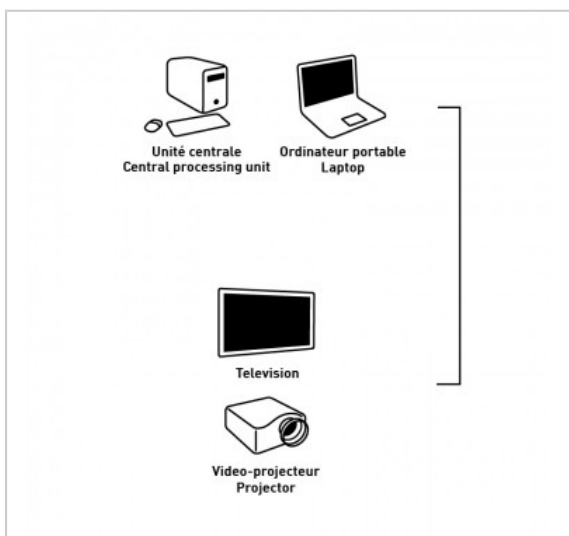 Unité centrale
Central processing unit
Ordinateur portable
Laptop
Television
Video-projecteur
Projector